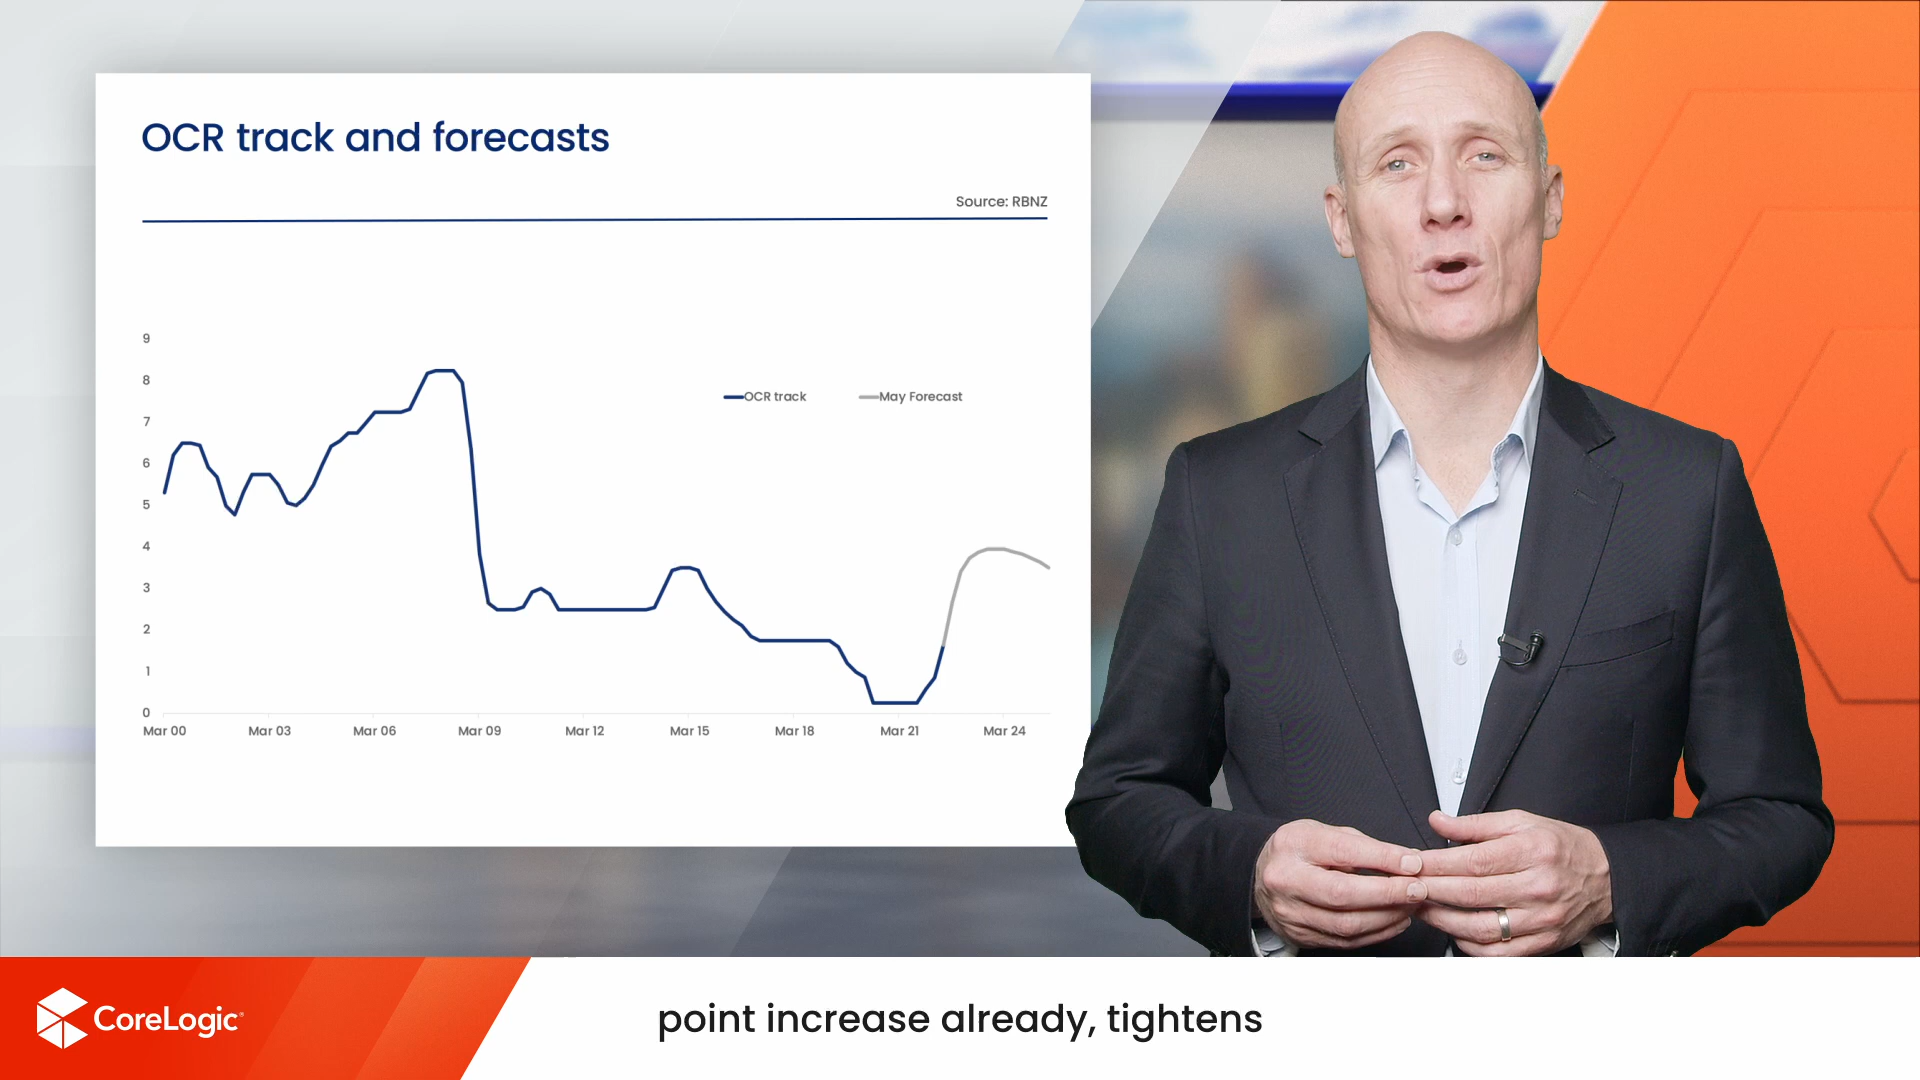 OCR track and forecasts
Source: RBNZ
9
8
7
6
5
4
3
2
1
0
OCR track
May Forecast
Mar 00
Mar 03
Mar 06
Mar 09
Mar 12
Mar 15
Mar 18
Mar 21
Mar 24
CoreLogic
point increase already, tightens